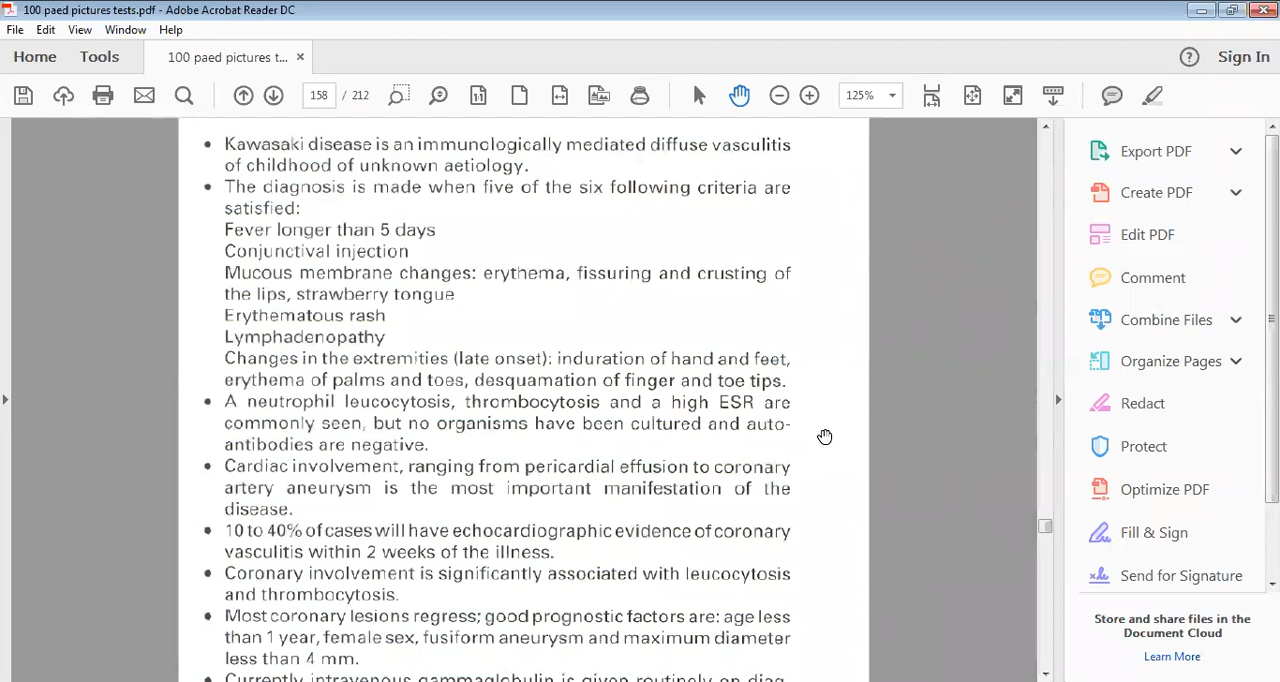 100 paed pictures tests.pdf - Adobe Acrobat Reader DC
File Edit View Window Help
Home Tools 100 paed pictures t... × ? Sign In
158 / 212 125%
• Kawasaki disease is an immunologically mediated diffuse vasculitis
of childhood of unknown aetiology.
• The diagnosis is made when five of the six following criteria are
satisfied:
Fever longer than 5 days
Conjunctival injection
Mucous membrane changes: erythema, fissuring and crusting of
the lips, strawberry tongue
Erythematous rash
Lymphadenopathy
Changes in the extremities (late onset): induration of hand and feet,
erythema of palms and toes, desquamation of finger and toe tips.
• A neutrophil leucocytosis, thrombocytosis and a high ESR are
commonly seen, but no organisms have been cultured and auto-
antibodies are negative.
• Cardiac involvement, ranging from pericardial effusion to coronary
artery aneurysm is the most important manifestation of the
disease.
• 10 to 40% of cases will have echocardiographic evidence of coronary
vasculitis within 2 weeks of the illness.
• Coronary involvement is significantly associated with leucocytosis
and thrombocytosis.
• Most coronary lesions regress; good prognostic factors are: age less
than 1 year, female sex, fusiform aneurysm and maximum diameter
less than 4 mm.
• Currently intravenous gammaglobulin is given routinely on diag-
Export PDF
Create PDF
Edit PDF
Comment
Combine Files
Organize Pages
Redact
Protect
Optimize PDF
Fill & Sign
Send for Signature
Store and share files in the
Document Cloud
Learn More